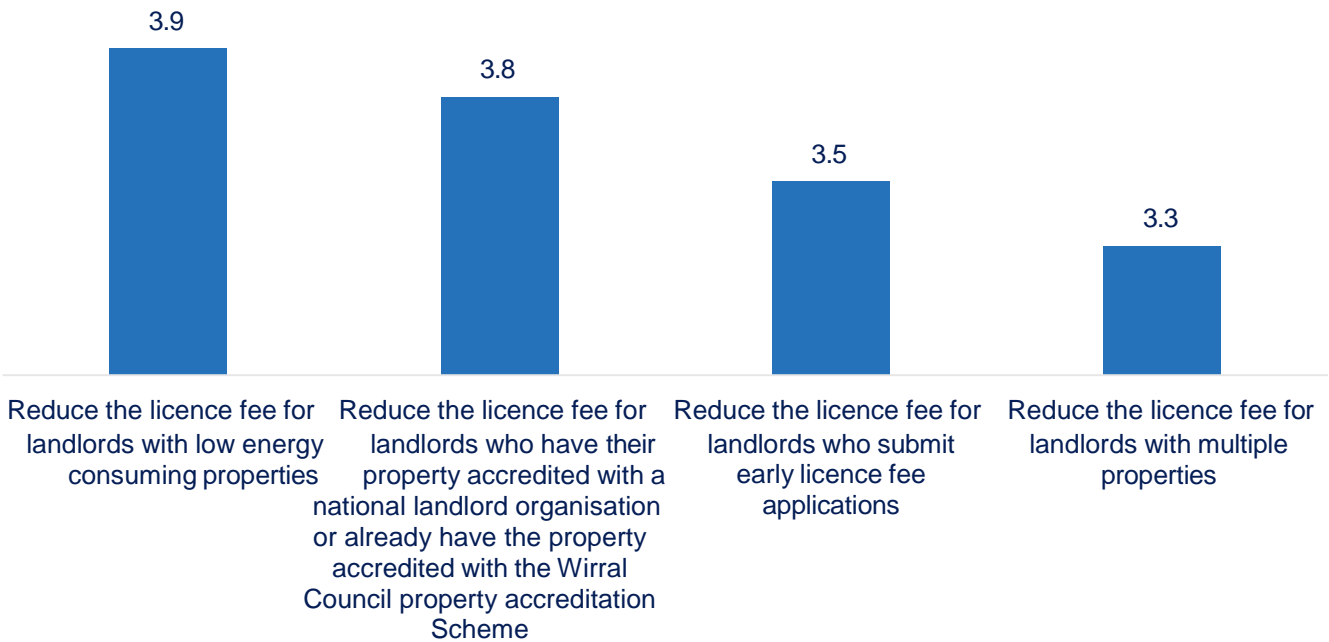 3.9
3.8
3.5
3.3
Reduce the licence fee for
landlords with low energy
consuming properties
Reduce the licence fee for
landlords who have their
property accredited with a
national landlord organisation
or already have the property
accredited with the Wirral
Council property accreditation
Scheme
Reduce the licence fee for
landlords who submit
early licence fee
applications
Reduce the licence fee for
landlords with multiple
properties